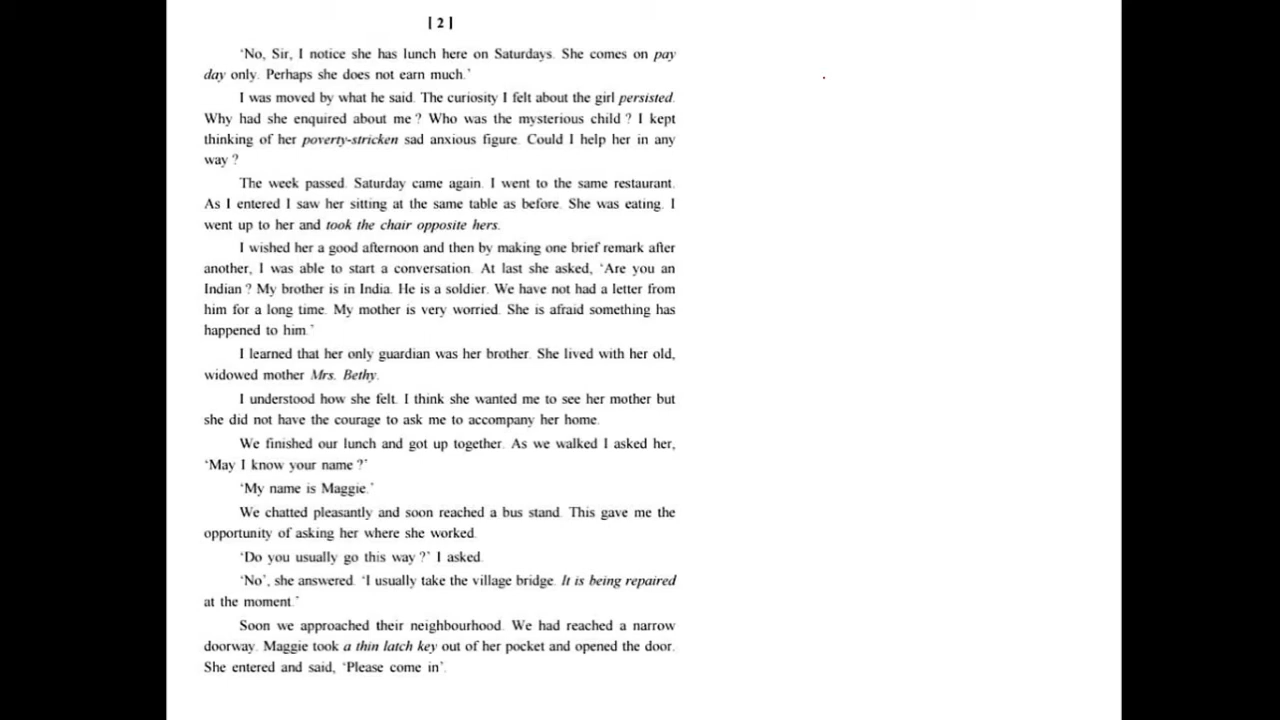 [ 2 ]
‘No, Sir, I notice she has lunch here on Saturdays. She comes on pay
day only. Perhaps she does not earn much.’
I was moved by what he said. The curiosity I felt about the girl persisted.
Why had she enquired about me ? Who was the mysterious child ? I kept
thinking of her poverty-stricken sad anxious figure. Could I help her in any
way ?
The week passed. Saturday came again. I went to the same restaurant.
As I entered I saw her sitting at the same table as before. She was eating. I
went up to her and took the chair opposite hers.
I wished her a good afternoon and then by making one brief remark after
another, I was able to start a conversation. At last she asked, ‘Are you an
Indian ? My brother is in India. He is a soldier. We have not had a letter from
him for a long time. My mother is very worried. She is afraid something has
happened to him.’
I learned that her only guardian was her brother. She lived with her old,
widowed mother Mrs. Bethy.
I understood how she felt. I think she wanted me to see her mother but
she did not have the courage to ask me to accompany her home.
We finished our lunch and got up together. As we walked I asked her,
‘May I know your name ?’
‘My name is Maggie.’
We chatted pleasantly and soon reached a bus stand. This gave me the
opportunity of asking her where she worked.
‘Do you usually go this way ?’ I asked.
‘No’, she answered. ‘I usually take the village bridge. It is being repaired
at the moment.’
Soon we approached their neighbourhood. We had reached a narrow
doorway. Maggie took a thin latch key out of her pocket and opened the door.
She entered and said, ‘Please come in’.